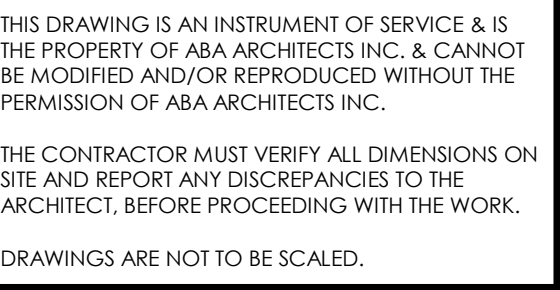 THIS DRAWING IS AN INSTRUMENT OF SERVICE & IS
THE PROPERTY OF ABA ARCHITECTS INC. & CANNOT
BE MODIFIED AND/OR REPRODUCED WITHOUT THE
PERMISSION OF ABA ARCHITECTS INC.
THE CONTRACTOR MUST VERIFY ALL DIMENSIONS ON
SITE AND REPORT ANY DISCREPANCIES TO THE
ARCHITECT, BEFORE PROCEEDING WITH THE WORK.
DRAWINGS ARE NOT TO BE SCALED.